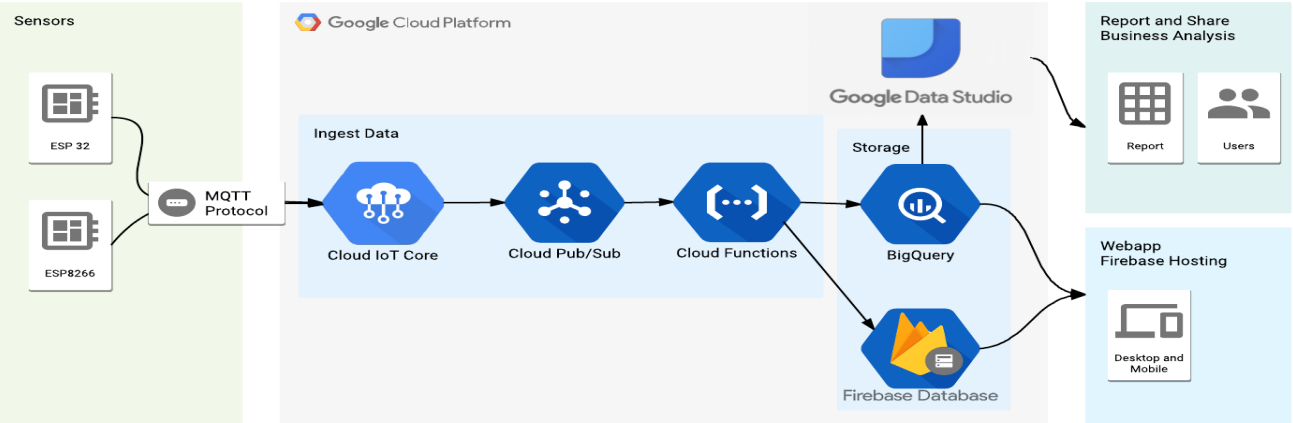 Sensors
ESP 32
ESP8266
MQTT
Protocol
Google Cloud Platform
Ingest Data
Cloud IoT Core
Cloud Pub/Sub
Cloud Functions
Google Data Studio
Storage
BigQuery
Firebase Database
Report and Share
Business Analysis
Report
Users
Webapp
Firebase Hosting
Desktop and
Mobile